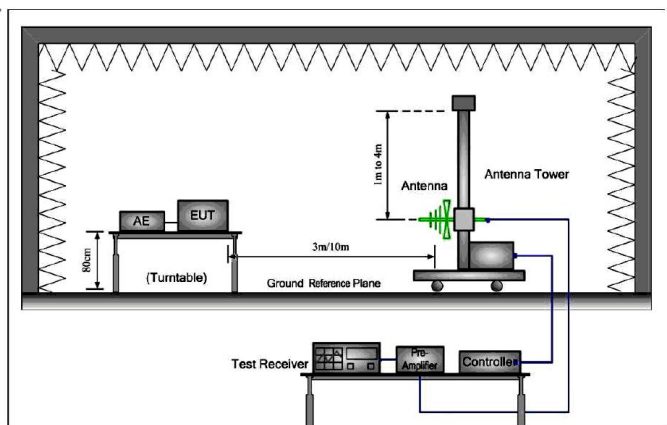 1m to 4m
Antenna
Antenna Tower
AE
EUT
3m/10m
80cm
(Turntable)
Ground Reference Plane
Test Receiver
Pre-
Amplifier
Controller